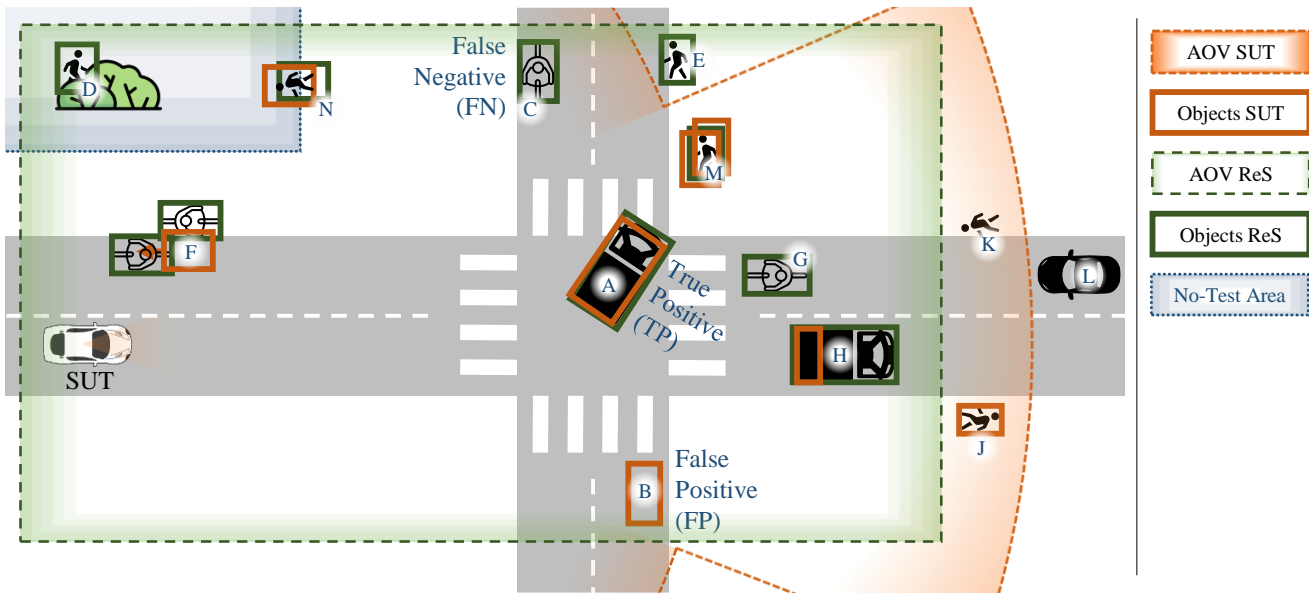 False
Negative
(FN)
D
N
C
E
M
F
K
G
A
L
True
Positive
(TP)
H
SUT
J
B
False
Positive
(FP)
AOV SUT
Objects SUT
AOV ReS
Objects ReS
No-Test Area